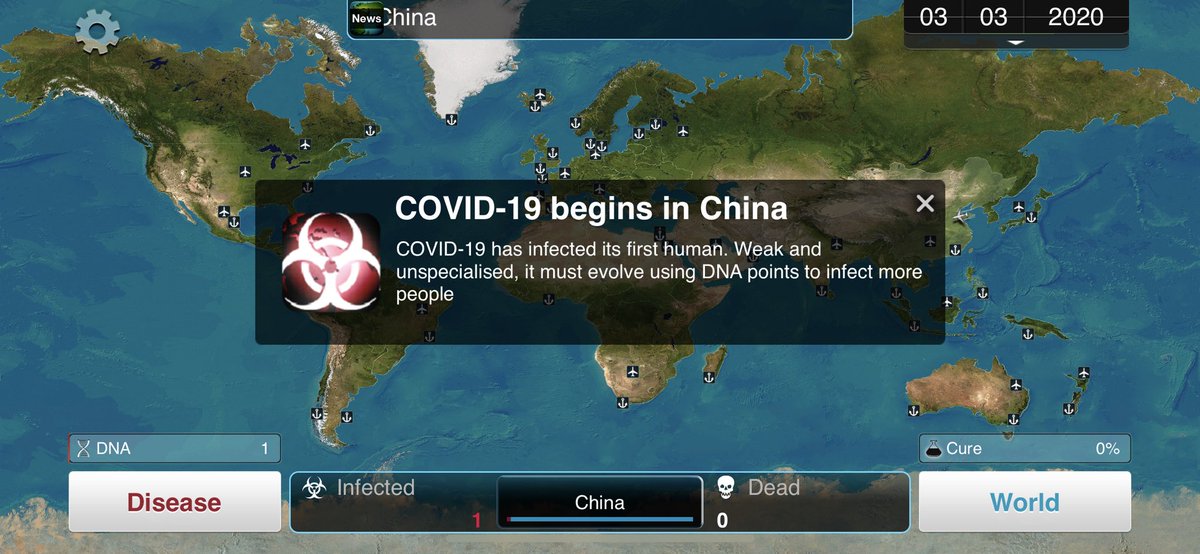 News China
03 03 2020
COVID-19 begins in China
COVID-19 has infected its first human. Weak and
unspecialised, it must evolve using DNA points to infect more
people
DNA 1
Cure 0%
Disease
Infected
1
China
Dead
0
World